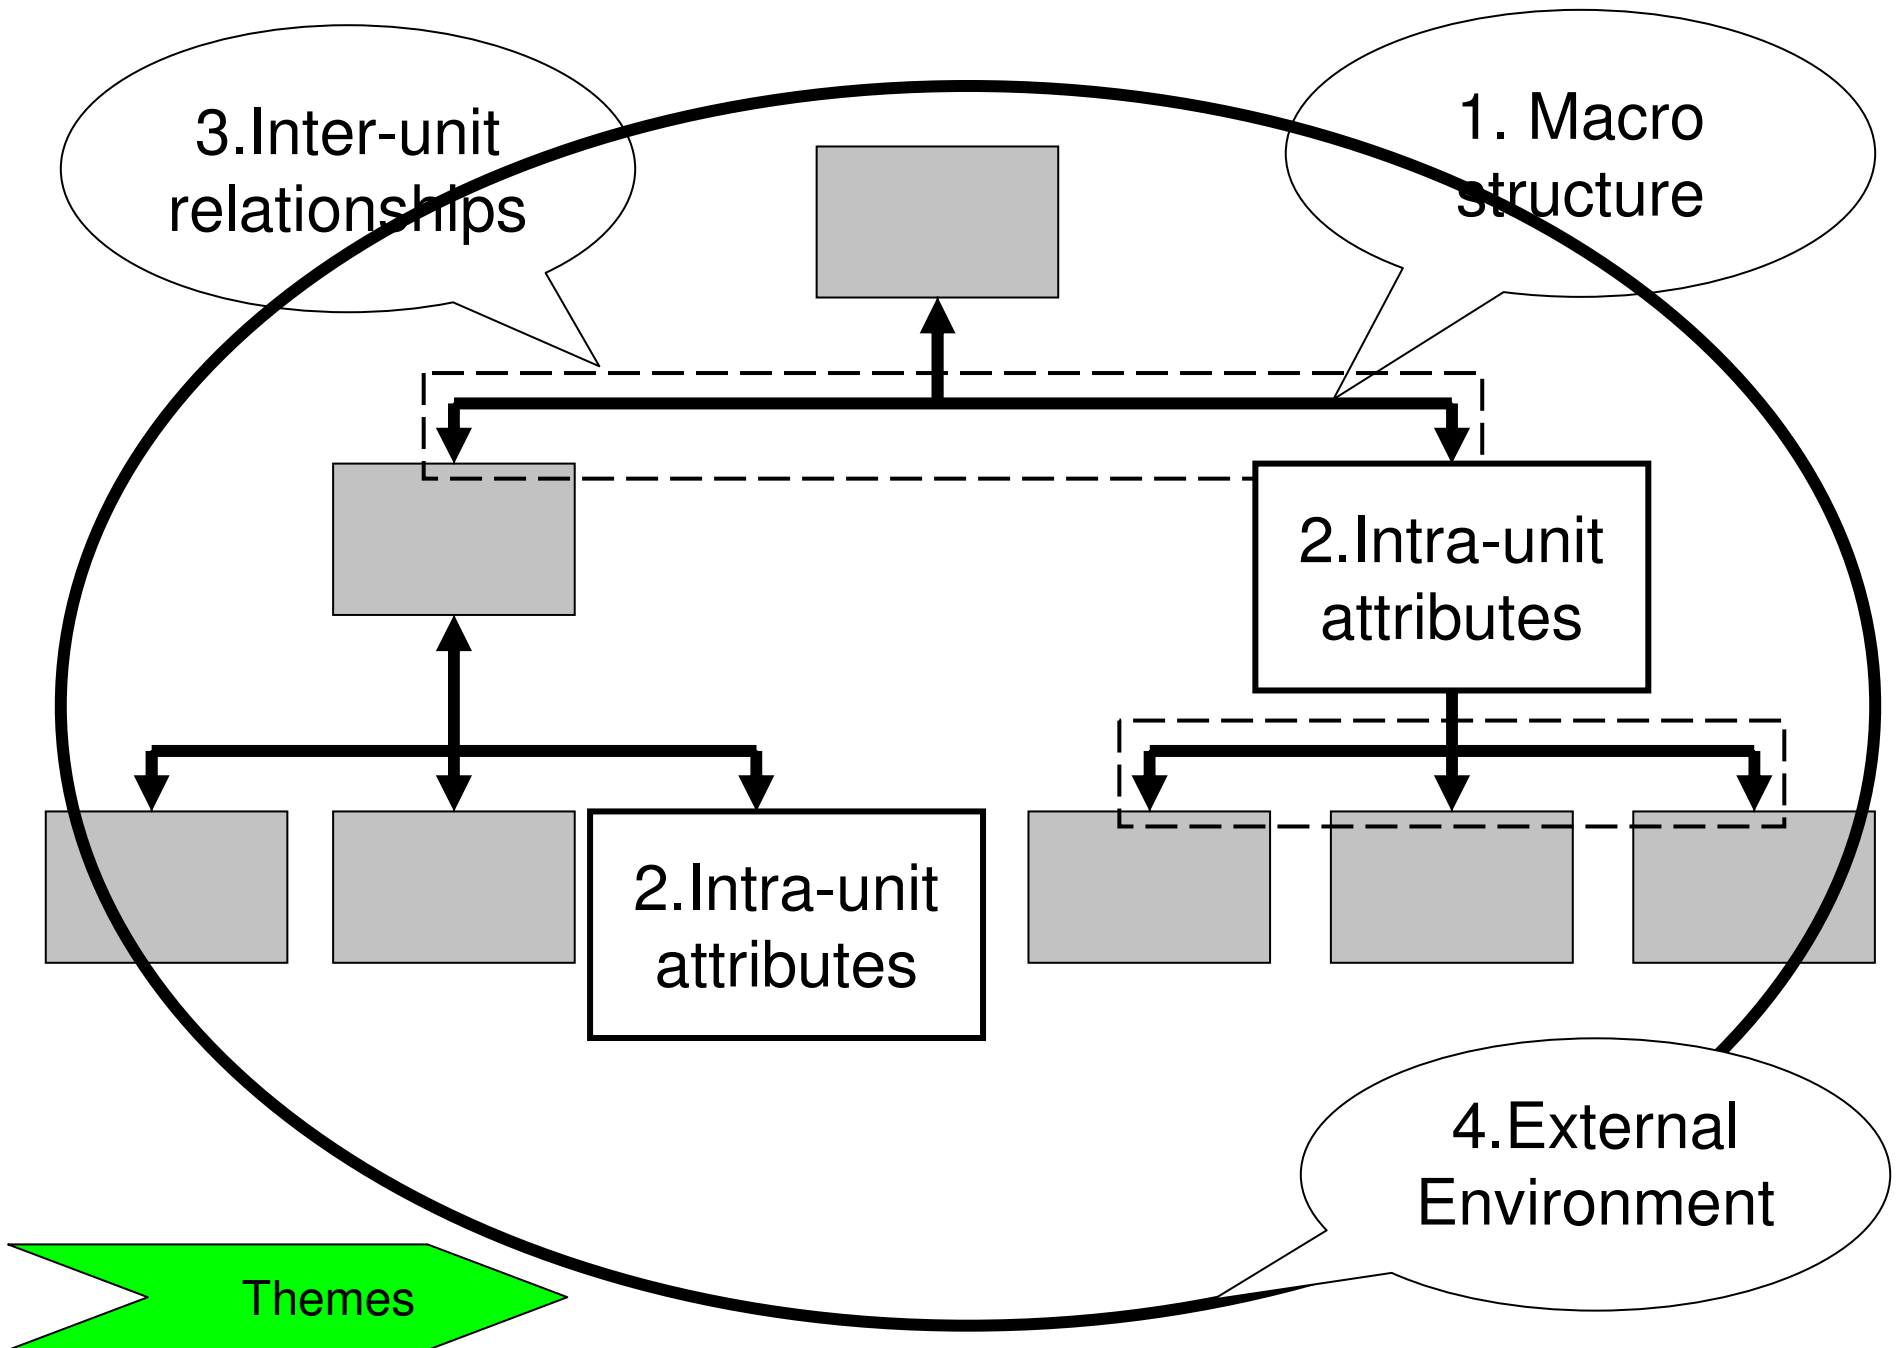 3.Inter-unit
relationships
1. Macro
structure
2.Intra-unit
attributes
2.Intra-unit
attributes
4.External
Environment
Themes